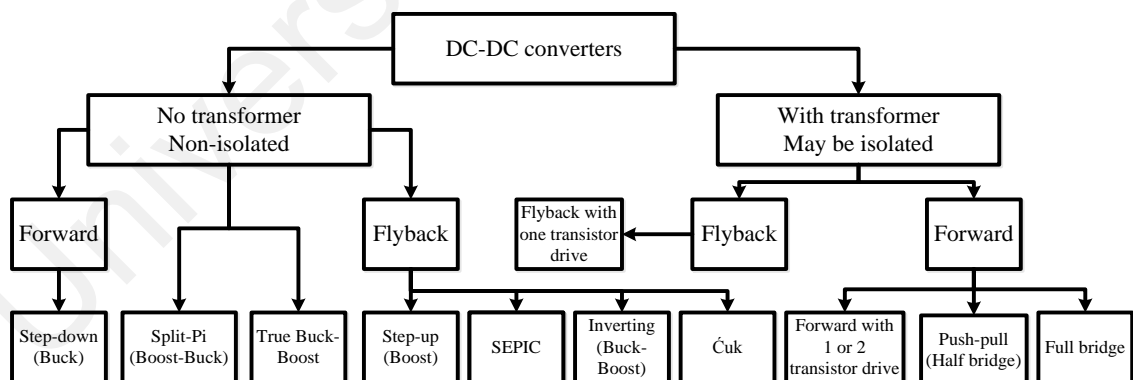 DC-DC converters
No transformer
Non-isolated
With transformer
May be isolated
Forward
Flyback
Flyback with
one transistor
drive
Flyback
Forward
Step-down
(Buck)
Split-Pi
(Boost-Buck)
True Buck-
Boost
Step-up
(Boost)
SEPIC
Inverting
(Buck-
Boost)
Ćuk
Forward with
1 or 2
transistor drive
Push-pull
(Half bridge)
Full bridge
Univers